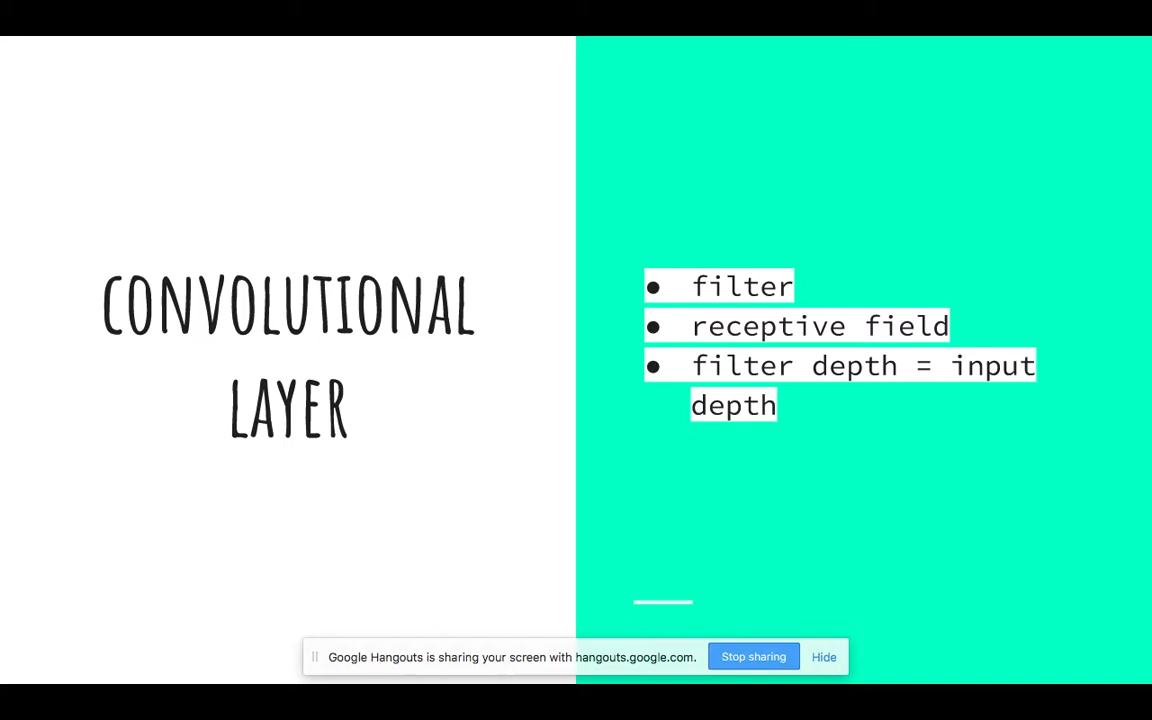 CONVOLUTIONAL
LAYER
● filter
● receptive field
● filter depth = input
depth
Google Hangouts is sharing your screen with hangouts.google.com. Stop sharing Hide